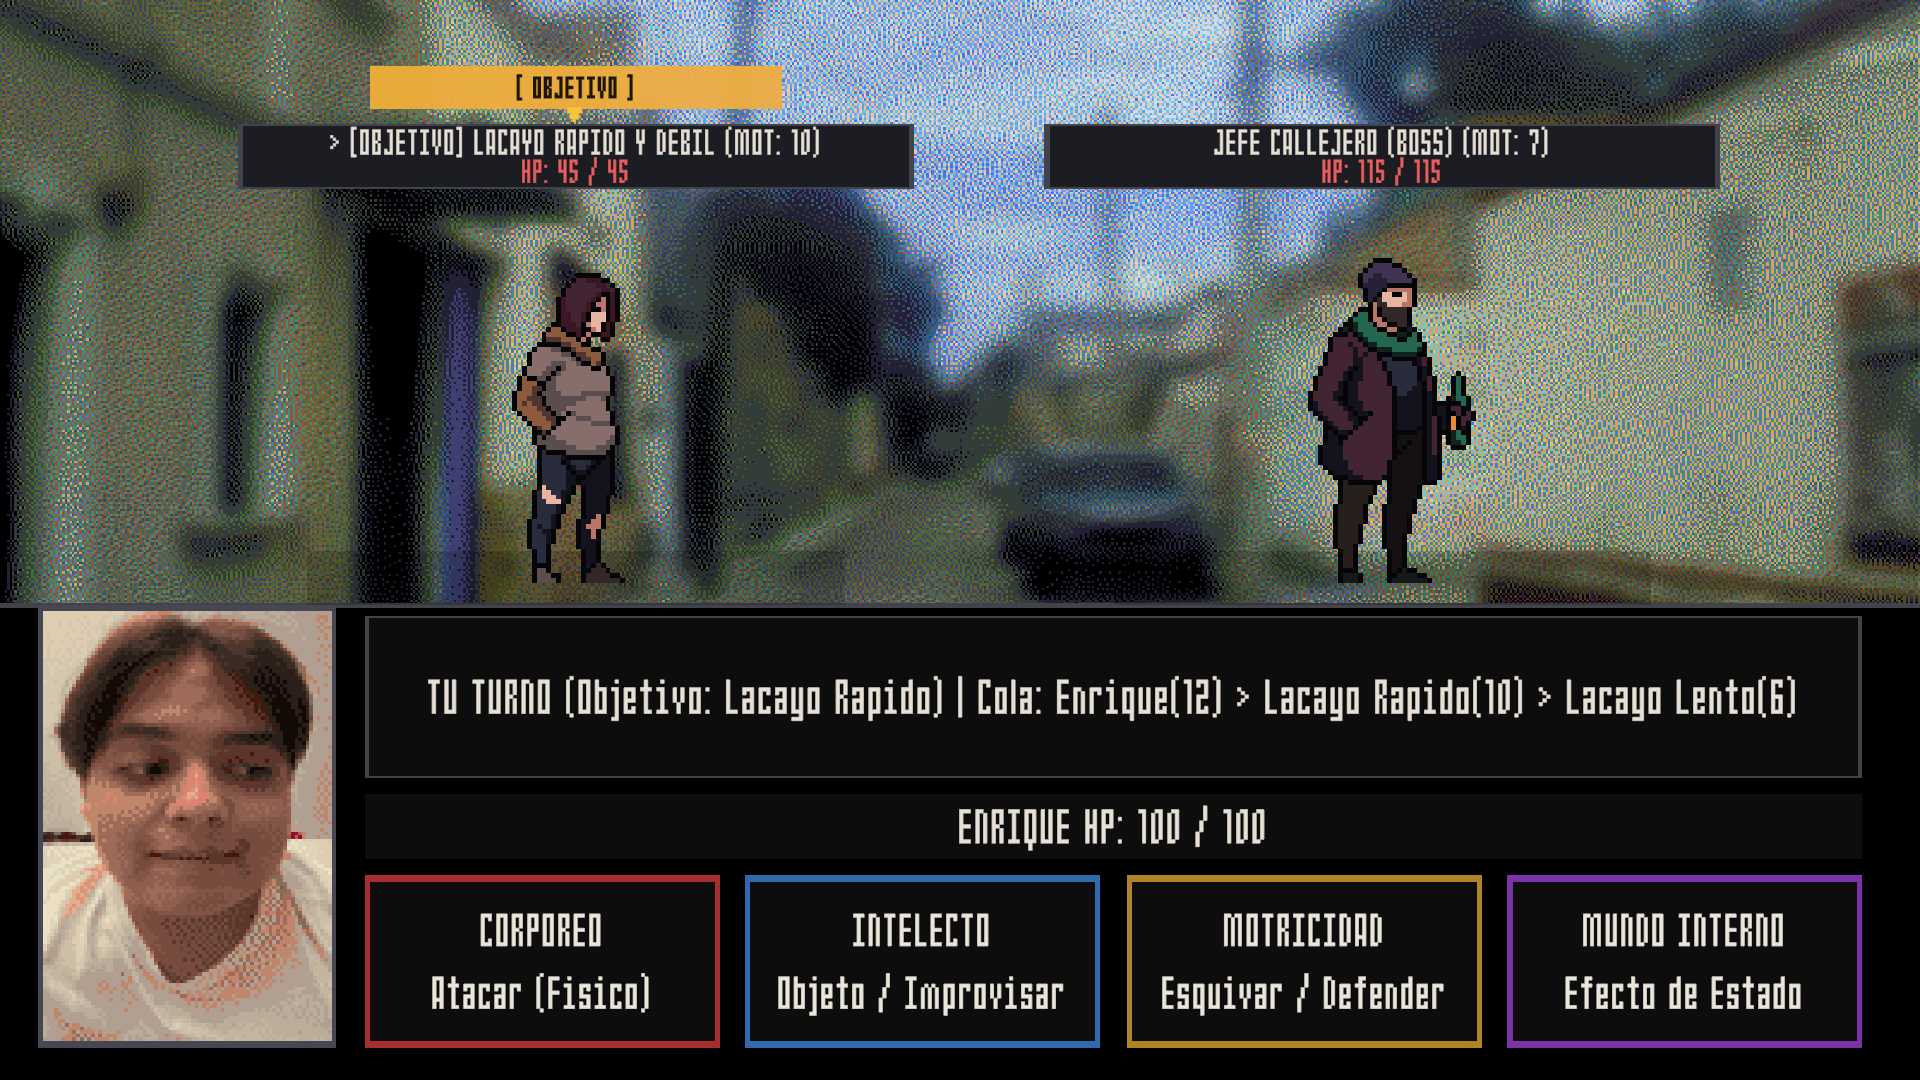 [ OBJETIVO ]
> [OBJETIVO] LACAYO RAPIDO Y DEBIL (MOT: 10)
HP: 45 / 45
JEFE CALLEJERO (BOSS) (MOT: 7)
HP: 115 / 115
TU TURNO (Objetivo: Lacayo Rapido) | Cola: Enrique(12) > Lacayo Rapido(10) > Lacayo Lento(6)
ENRIQUE HP: 100 / 100
CORPOREO
Atacar (Fisico)
INTELECTO
Objeto / Improvisar
MOTRICIDAD
Esquivar / Defender
MUNDO INTERNO
Efecto de Estado